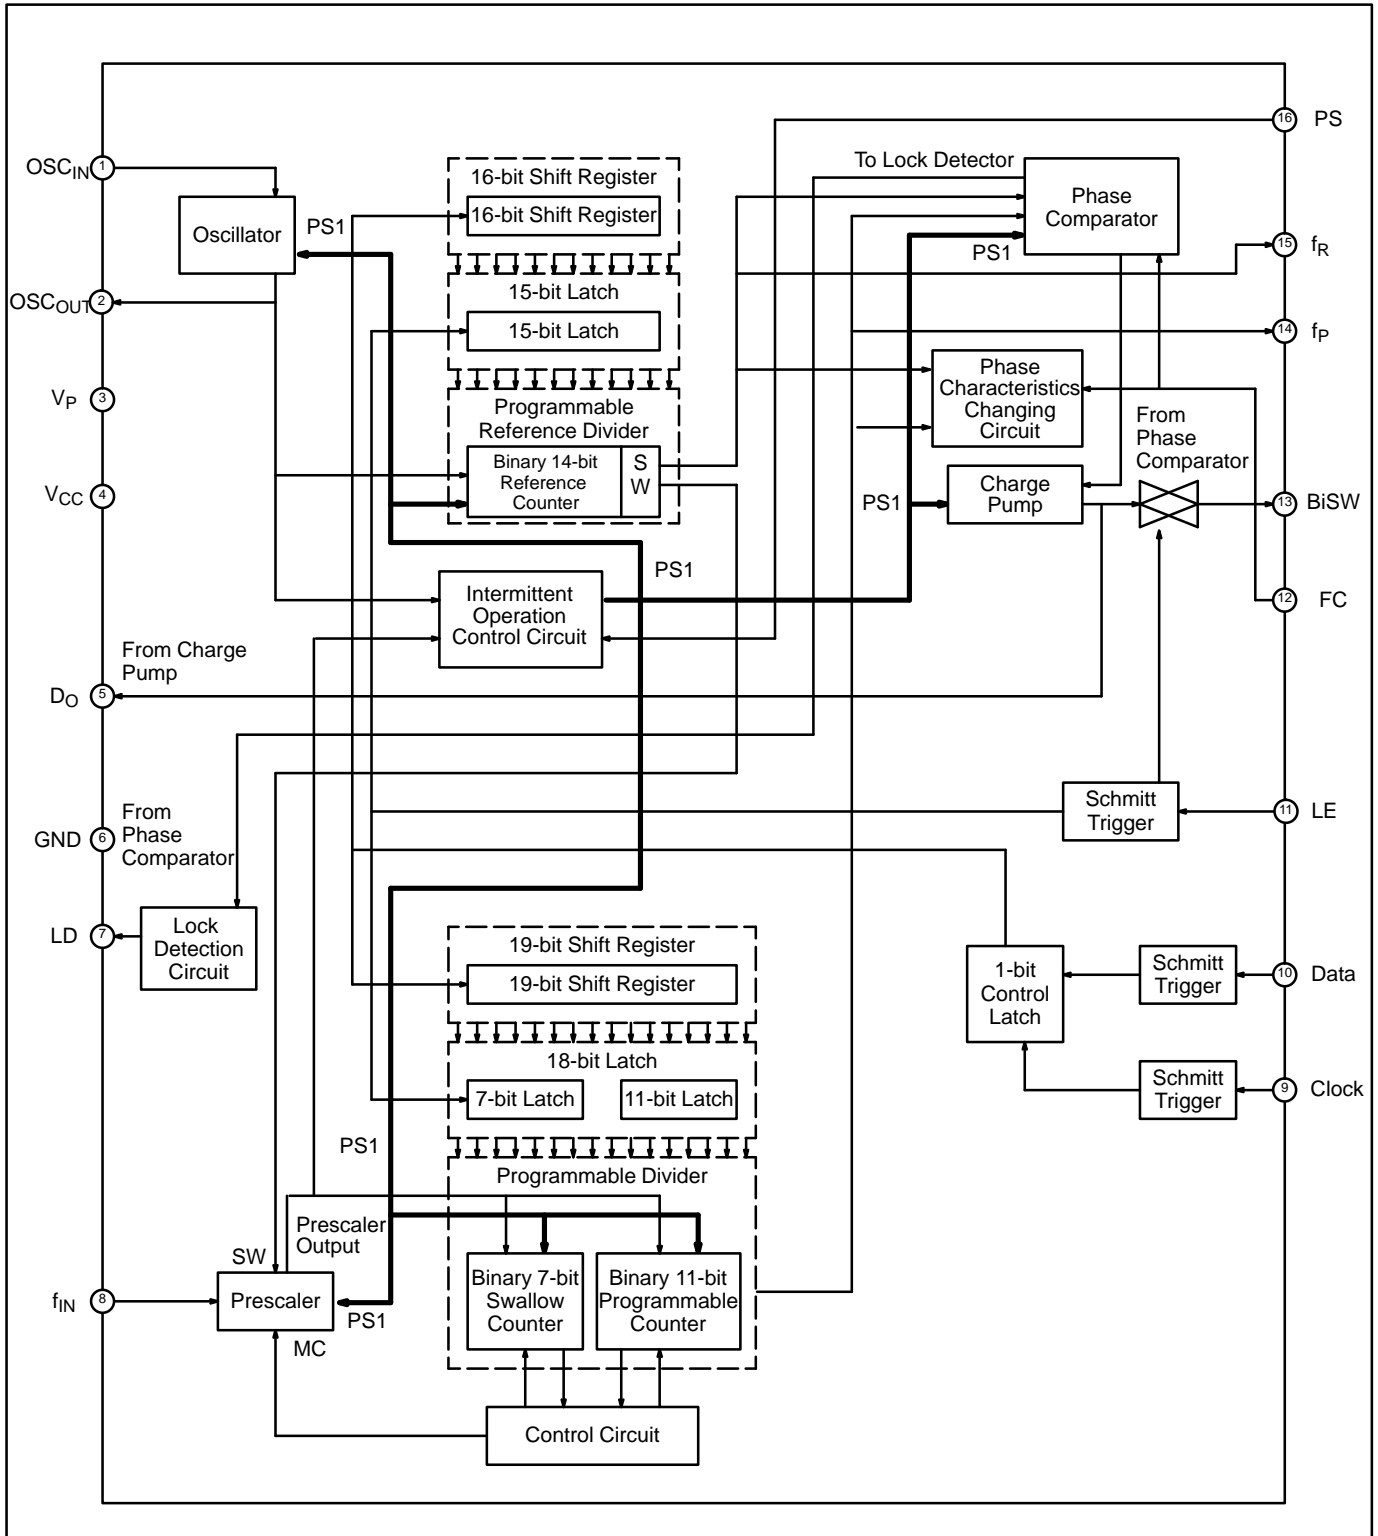 16
PS
OSCIN
1
To Lock Detector
16-bit Shift Register
16-bit Shift Register
Phase
Comparator
Oscillator
PS1
PS1
15
fR
OSCOUT
2
15-bit Latch
15-bit Latch
14
fP
VP
3
Phase
Characteristics
Changing
Circuit
From
Phase
Comparator
Programmable
Reference Divider
Binary 14-bit
Reference
Counter
S
W
VCC
4
PS1
Charge
Pump
13
BiSW
PS1
Intermittent
Operation
Control Circuit
12
FC
From Charge
Pump
DO
5
From
Phase
Comparator
GND
6
Schmitt
Trigger
11
LE
LD
7
Lock
Detection
Circuit
19-bit Shift Register
19-bit Shift Register
1-bit
Control
Latch
Schmitt
Trigger
10
Data
18-bit Latch
7-bit Latch
11-bit Latch
Schmitt
Trigger
9
Clock
PS1
Programmable Divider
Prescaler
Output
SW
fIN
8
Prescaler
PS1
MC
Binary 7-bit
Swallow
Counter
Binary 11-bit
Programmable
Counter
Control Circuit